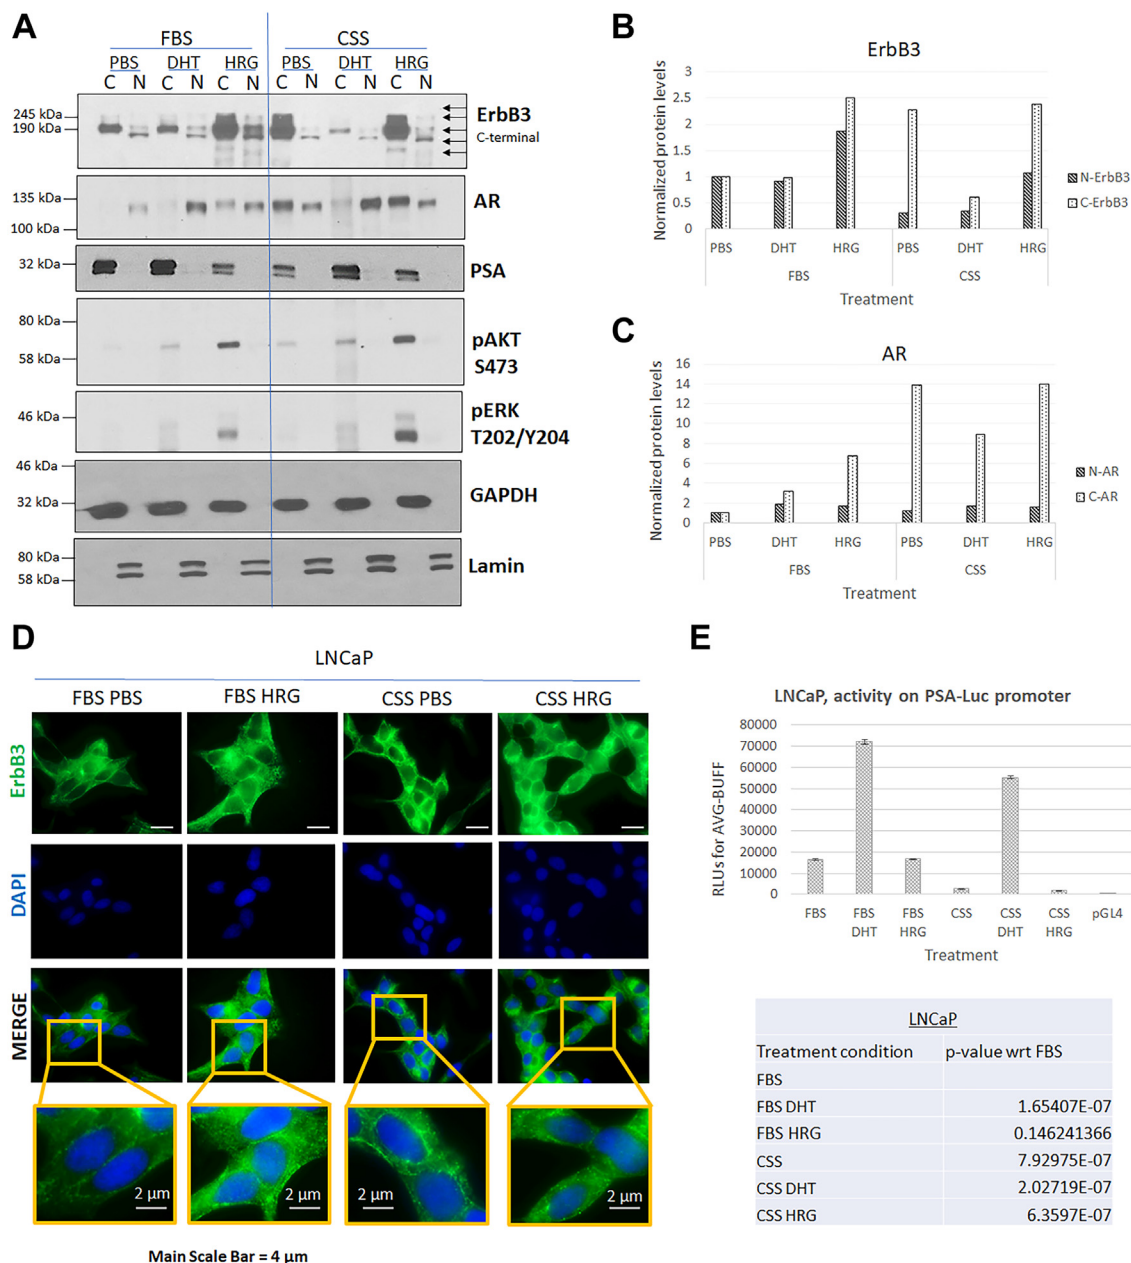 A
FBS
CSS
PBS DHT HRG PBS DHT HRG
C N C N C N C N C N C N
245 kDa
190 kDa
ErbB3
C-terminal
135 kDa
100 kDa
AR
32 kDa
PSA
80 kDa
58 kDa
pAKT
S473
46 kDa
pERK
T202/Y204
46 kDa
32 kDa
GAPDH
80 kDa
58 kDa
Lamin
B
ErbB3
Normalized protein levels
3
2.5
2
1.5
1
0.5
0
PBS DHT HRG PBS DHT HRG
FBS CSS
Treatment
N-ErbB3
C-ErbB3
C
AR
Normalized protein levels
16
14
12
10
8
6
4
2
0
PBS DHT HRG PBS DHT HRG
FBS CSS
Treatment
N-AR
C-AR
D
LNCaP
FBS PBS FBS HRG CSS PBS CSS HRG
ErbB3
DAPI
MERGE
2 µm 2 µm 2 µm 2 µm
Main Scale Bar = 4 µm
E
LNCaP, activity on PSA-Luc promoter
RLUs for AVG-BUFF
80000
70000
60000
50000
40000
30000
20000
10000
0
FBS FBS DHT FBS HRG CSS CSS DHT CSS HRG pGL4
Treatment
LNCaP
Treatment condition p-value wrt FBS
FBS
FBS DHT 1.65407E-07
FBS HRG 0.146241366
CSS 7.92975E-07
CSS DHT 2.02719E-07
CSS HRG 6.3597E-07